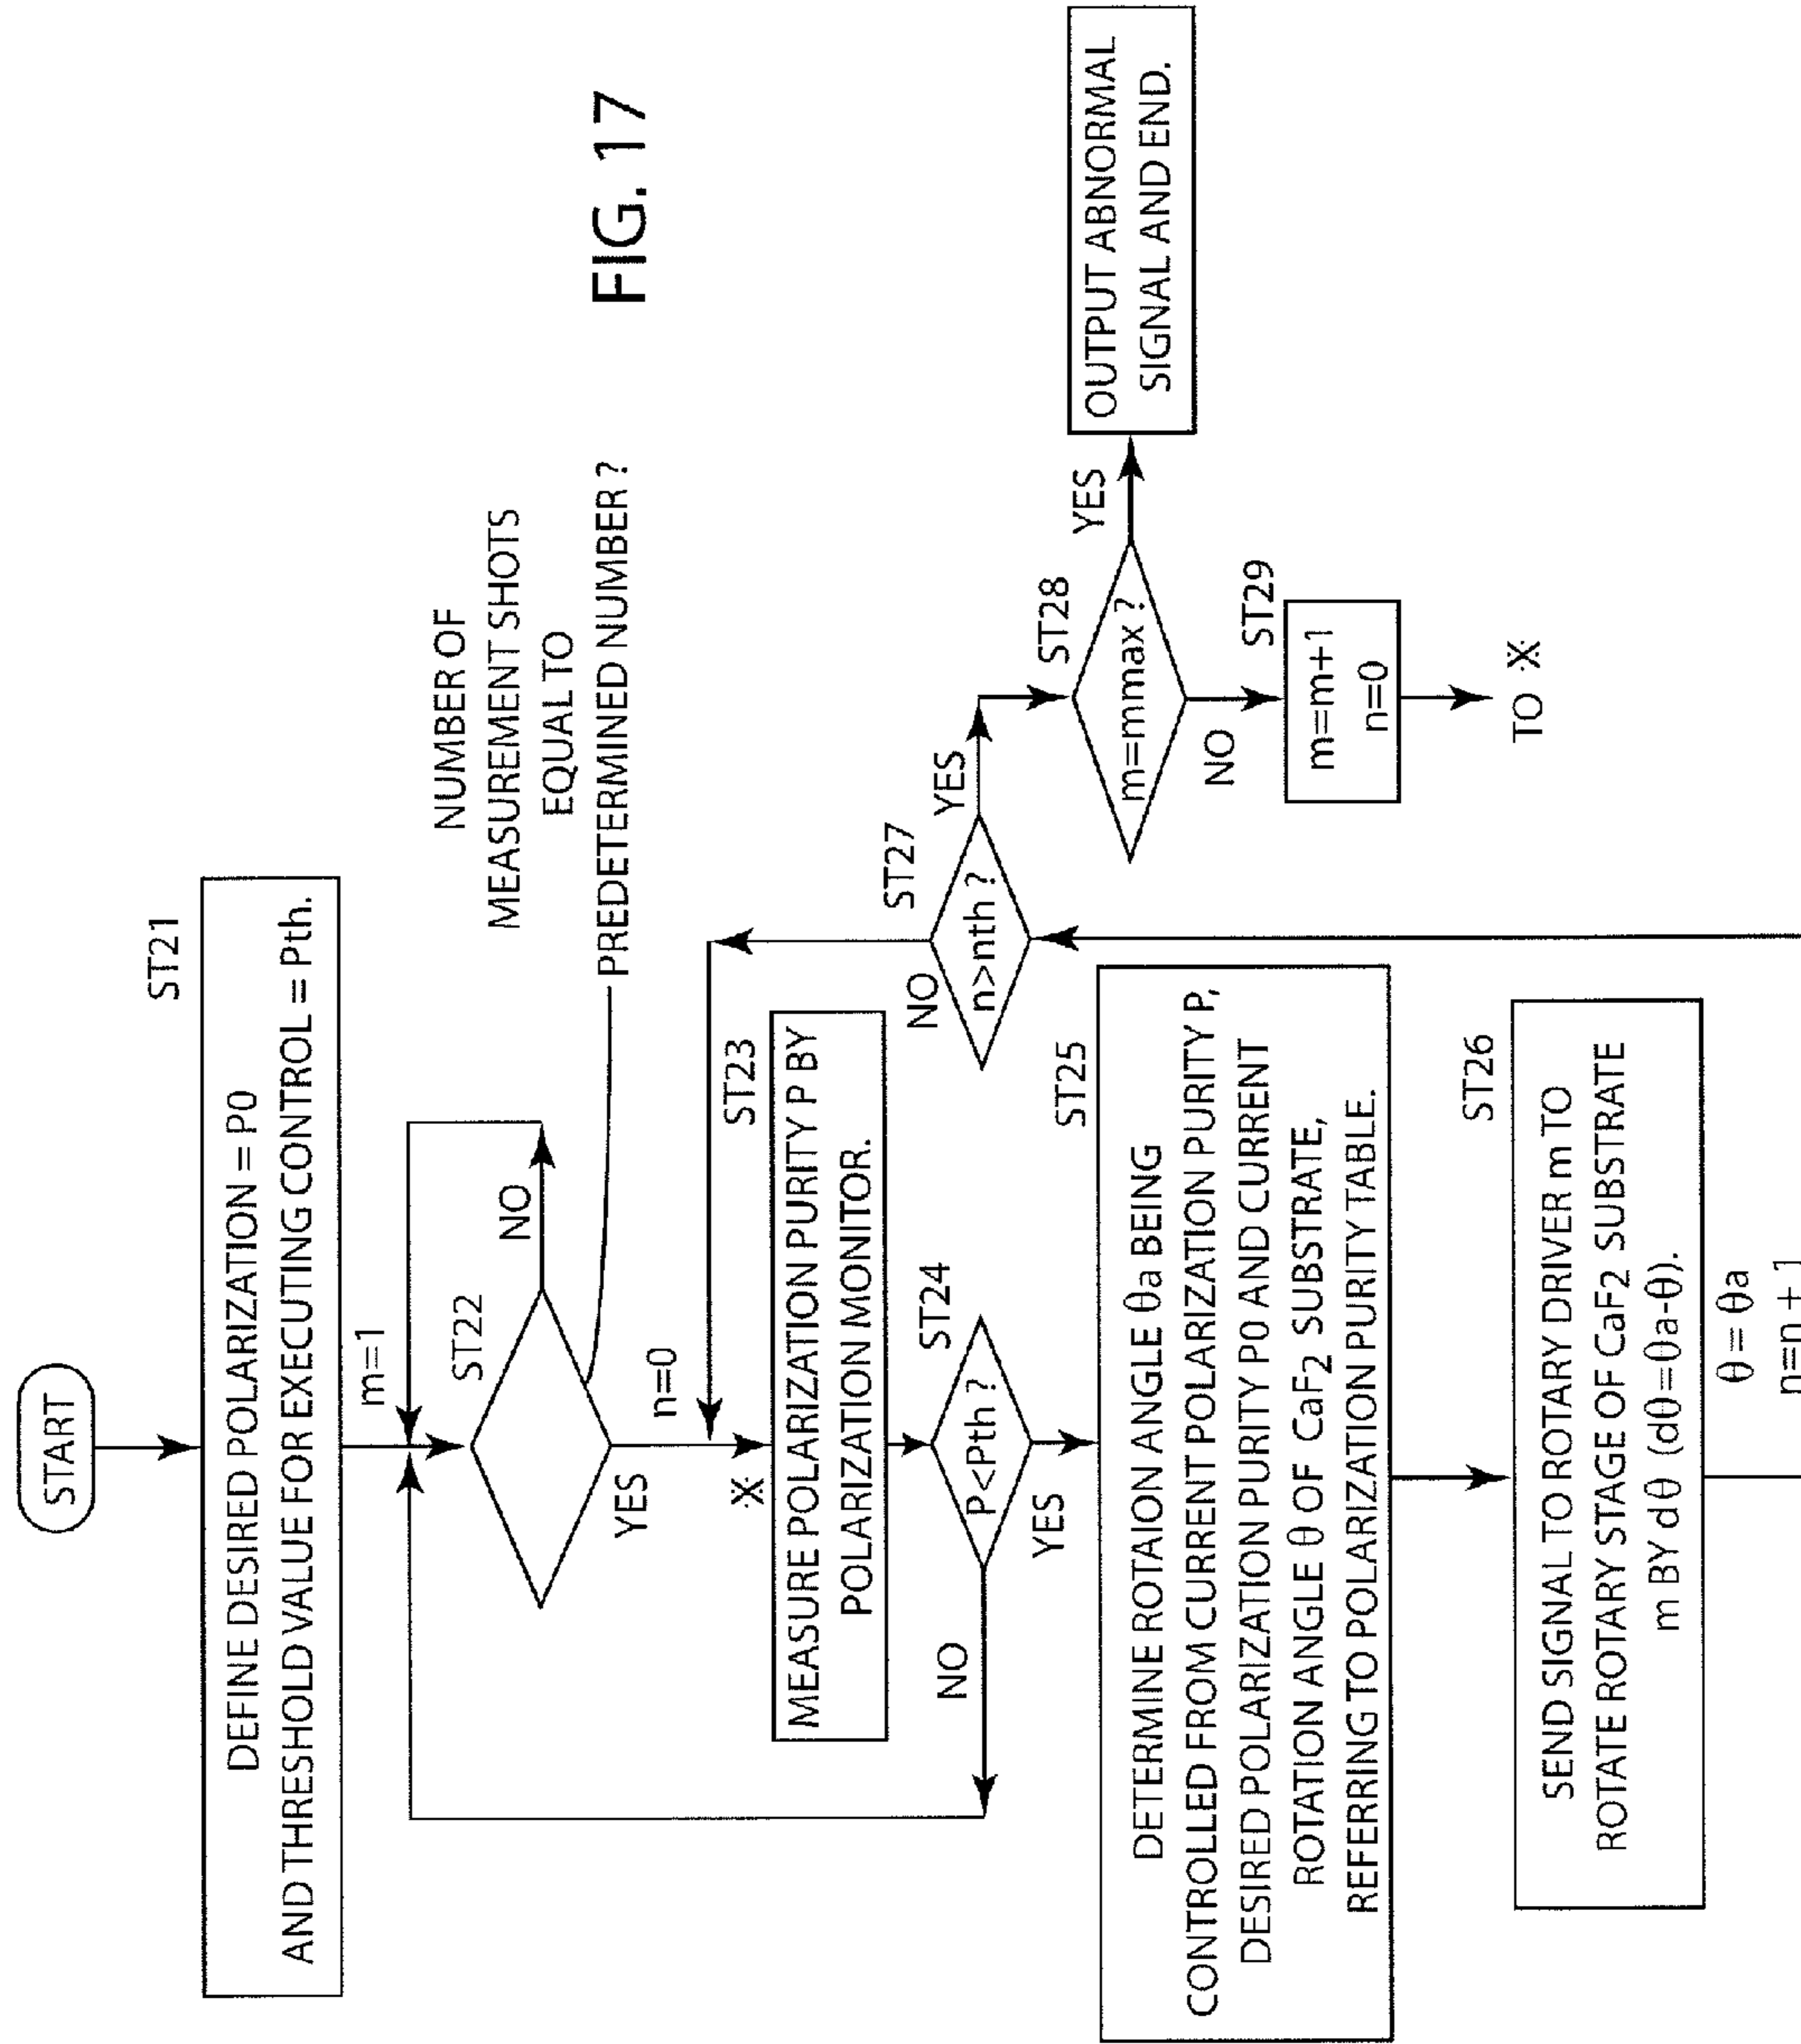 FIG. 17
START
ST21
DEFINE DESIRED POLARIZATION = P0
AND THRESHOLD VALUE FOR EXECUTING CONTROL = Pth.
m=1
ST22
NUMBER OF
MEASUREMENT SHOTS
EQUAL TO
PREDETERMINED NUMBER ?
NO
YES
n=0
※
ST23
MEASURE POLARIZATION PURITY P BY
POLARIZATION MONITOR.
ST24
P<Pth ?
NO
YES
ST25
DETERMINE ROTAION ANGLE θa BEING
CONTROLLED FROM CURRENT POLARIZATION PURITY P,
DESIRED POLARIZATION PURITY P0 AND CURRENT
ROTATION ANGLE θ OF CaF₂ SUBSTRATE,
REFERRING TO POLARIZATION PURITY TABLE.
ST26
SEND SIGNAL TO ROTARY DRIVER m TO
ROTATE ROTARY STAGE OF CaF₂ SUBSTRATE
m BY dθ (dθ=θa-θ).
θ = θa
n=n + 1
ST27
n>nth ?
NO
YES
ST28
m=mmax ?
YES
OUTPUT ABNORMAL
SIGNAL AND END.
NO
ST29
m=m+1
n=0
TO ※